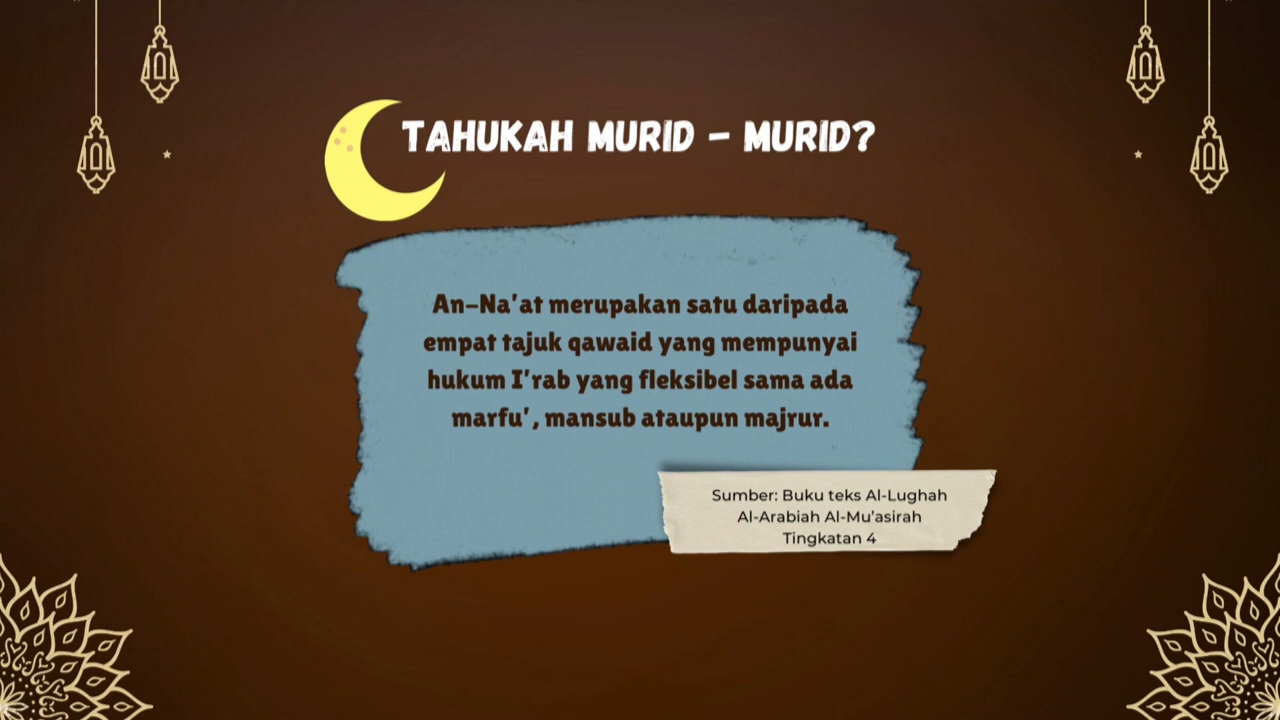 TAHUKAH MURID - MURID?
An-Na'at merupakan satu daripada
empat tajuk qawaid yang mempunyai
hukum I'rab yang fleksibel sama ada
marfu', mansub ataupun majrur.
Sumber: Buku teks Al-Lughah
Al-Arabiah Al-Mu'asirah
Tingkatan 4